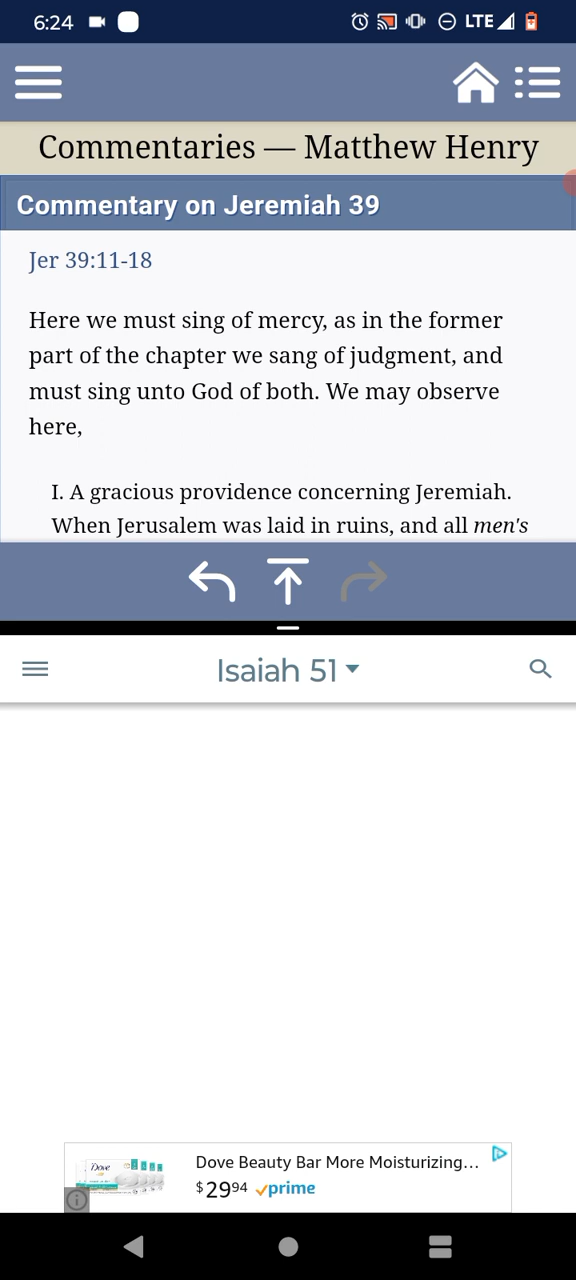 6:24
LTE
Commentaries — Matthew Henry
Commentary on Jeremiah 39
Jer 39:11-18
Here we must sing of mercy, as in the former
part of the chapter we sang of judgment, and
must sing unto God of both. We may observe
here,
I. A gracious providence concerning Jeremiah.
When Jerusalem was laid in ruins, and all men's
Isaiah 51
Dove
Dove Beauty Bar More Moisturizing...
$29⁹⁴ prime